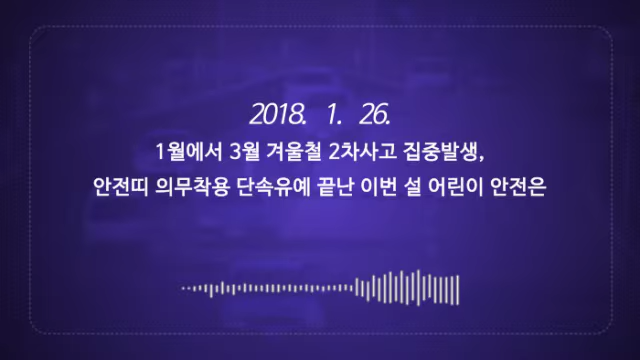 2018. 1. 26.
1월에서 3월 겨울철 2차사고 집중발생,
안전띠 의무착용 단속유예 끝난 이번 설 어린이 안전은